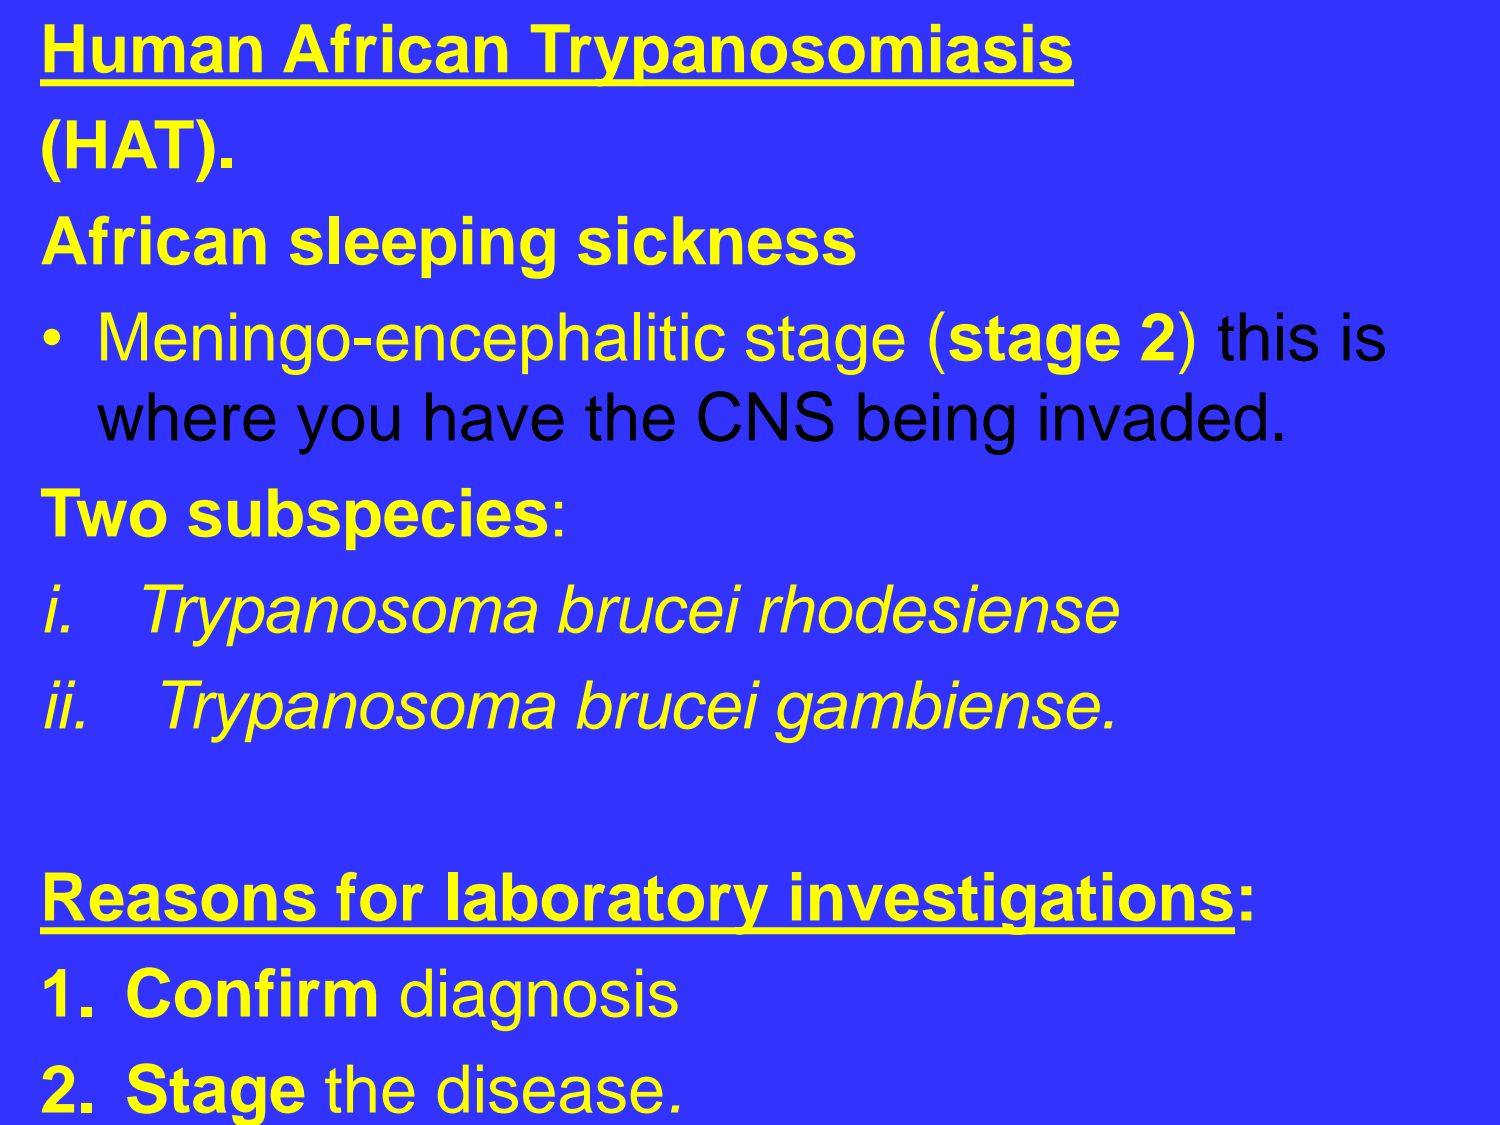 Human African Trypanosomiasis
(HAT).
African sleeping sickness
• Meningo-encephalitic stage (stage 2) this is
where you have the CNS being invaded.
Two subspecies:
i. Trypanosoma brucei rhodesiense
ii. Trypanosoma brucei gambiense.
Reasons for laboratory investigations:
1. Confirm diagnosis
2. Stage the disease.